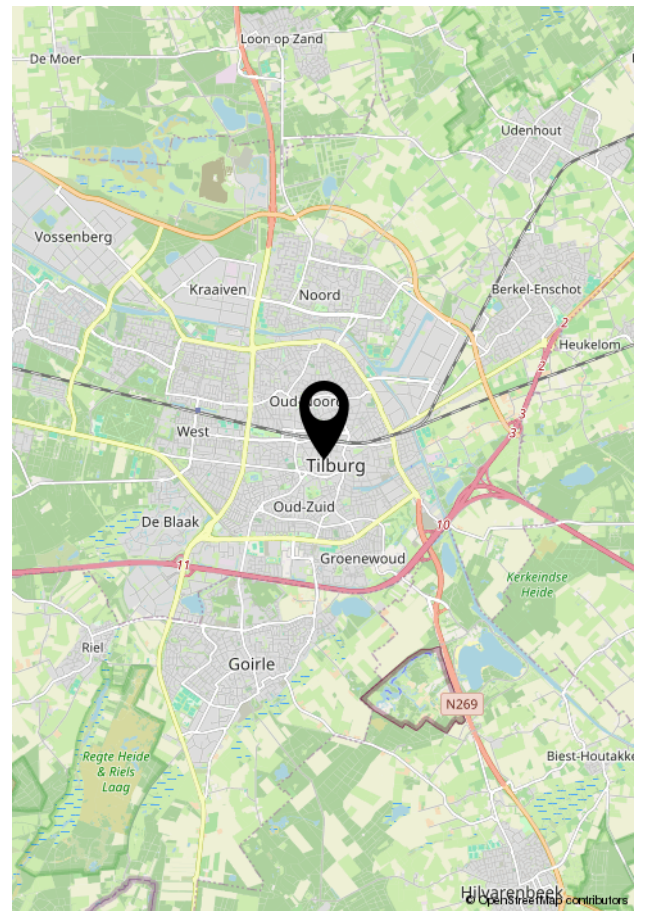 Loon op Zand
De Moer
Udenhout
Vossenberg
Kraaiven
Noord
Berkel-Enschot
2
Heukelom
2
Oud-Noord
3
3
West
Tilburg
Oud-Zuid
De Blaak
10
Groenewoud
11
Kerkeindse
Heide
Riel
Goirle
N269
Regte Heide
& Riels
Laag
Biest-Houtakke
Hilvarenbeek
© OpenStreetMap contributors